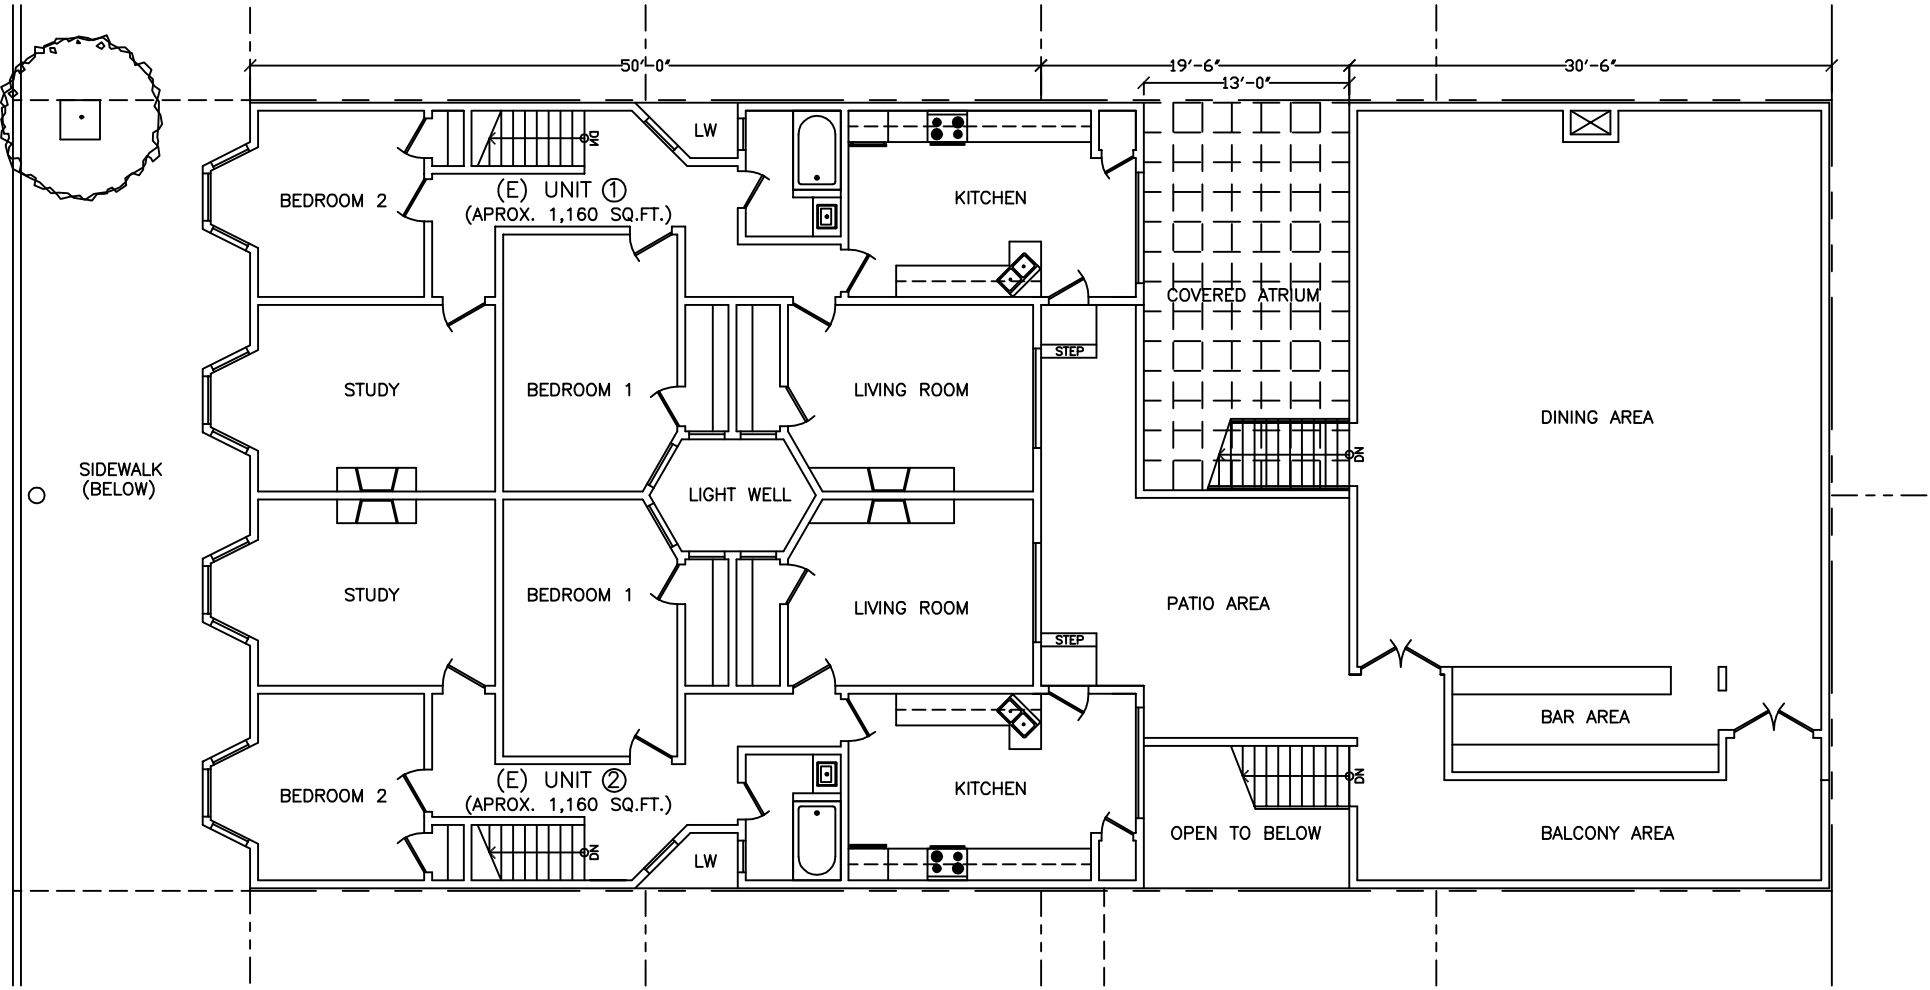 50'-0"
19'-6"
30'-6"
13'-0"
LW
DN
(E) UNIT 1
(APROX. 1,160 SQ.FT.)
BEDROOM 2
KITCHEN
COVERED ATRIUM
STEP
STUDY
BEDROOM 1
LIVING ROOM
DINING AREA
DN
SIDEWALK
(BELOW)
LIGHT WELL
STUDY
BEDROOM 1
LIVING ROOM
PATIO AREA
STEP
BAR AREA
(E) UNIT 2
(APROX. 1,160 SQ.FT.)
BEDROOM 2
KITCHEN
DN
OPEN TO BELOW
BALCONY AREA
DN
LW